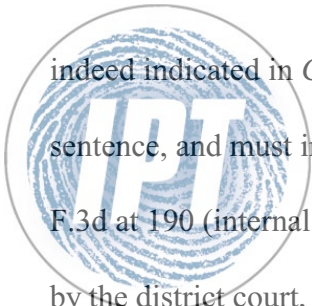 indeed indicated in C
sentence, and must i
IPT
F.3d at 190 (internal
by the district court.